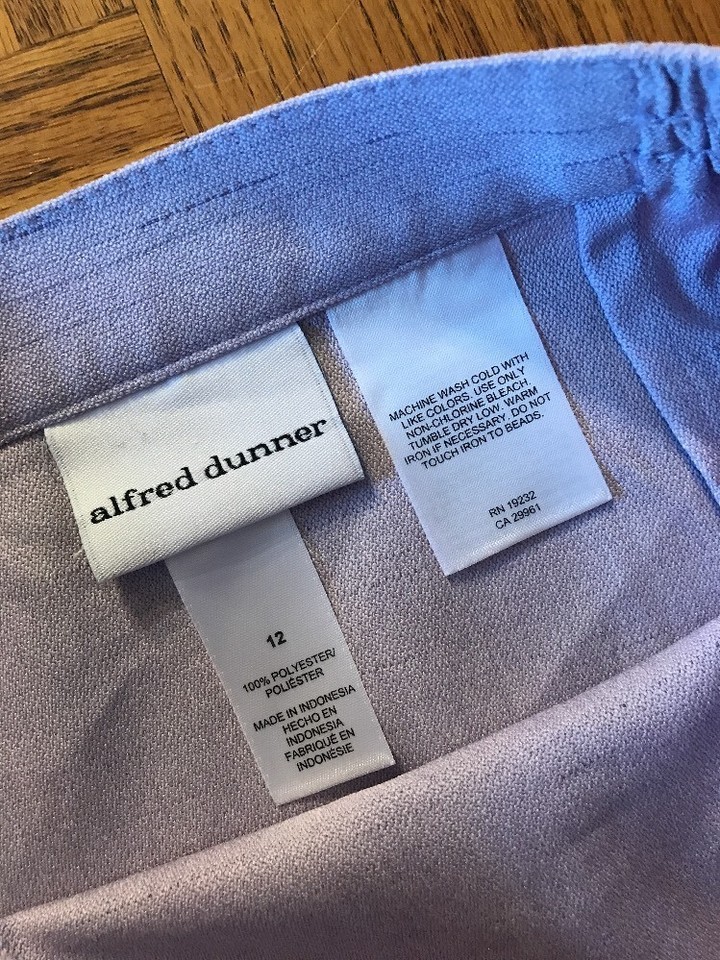 alfred dunner
12
100% POLYESTER/
POLIÉSTER
MADE IN INDONESIA
HECHO EN
INDONESIA
FABRIQUÉ EN
INDONÉSIE
MACHINE WASH COLD WITH
LIKE COLORS. USE ONLY
NON-CHLORINE BLEACH.
TUMBLE DRY LOW. WARM
IRON IF NECESSARY. DO NOT
TOUCH IRON TO BEADS.
RN 19232
CA 29961